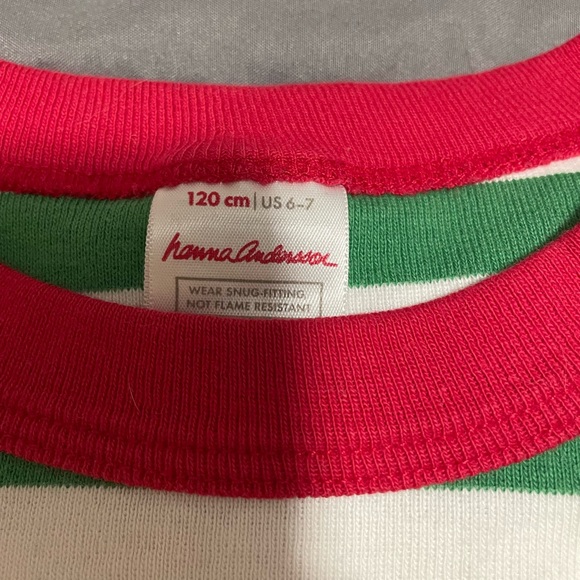 120 cm | US 6-7
hanna andersson
WEAR SNUG-FITTING
NOT FLAME RESISTANT